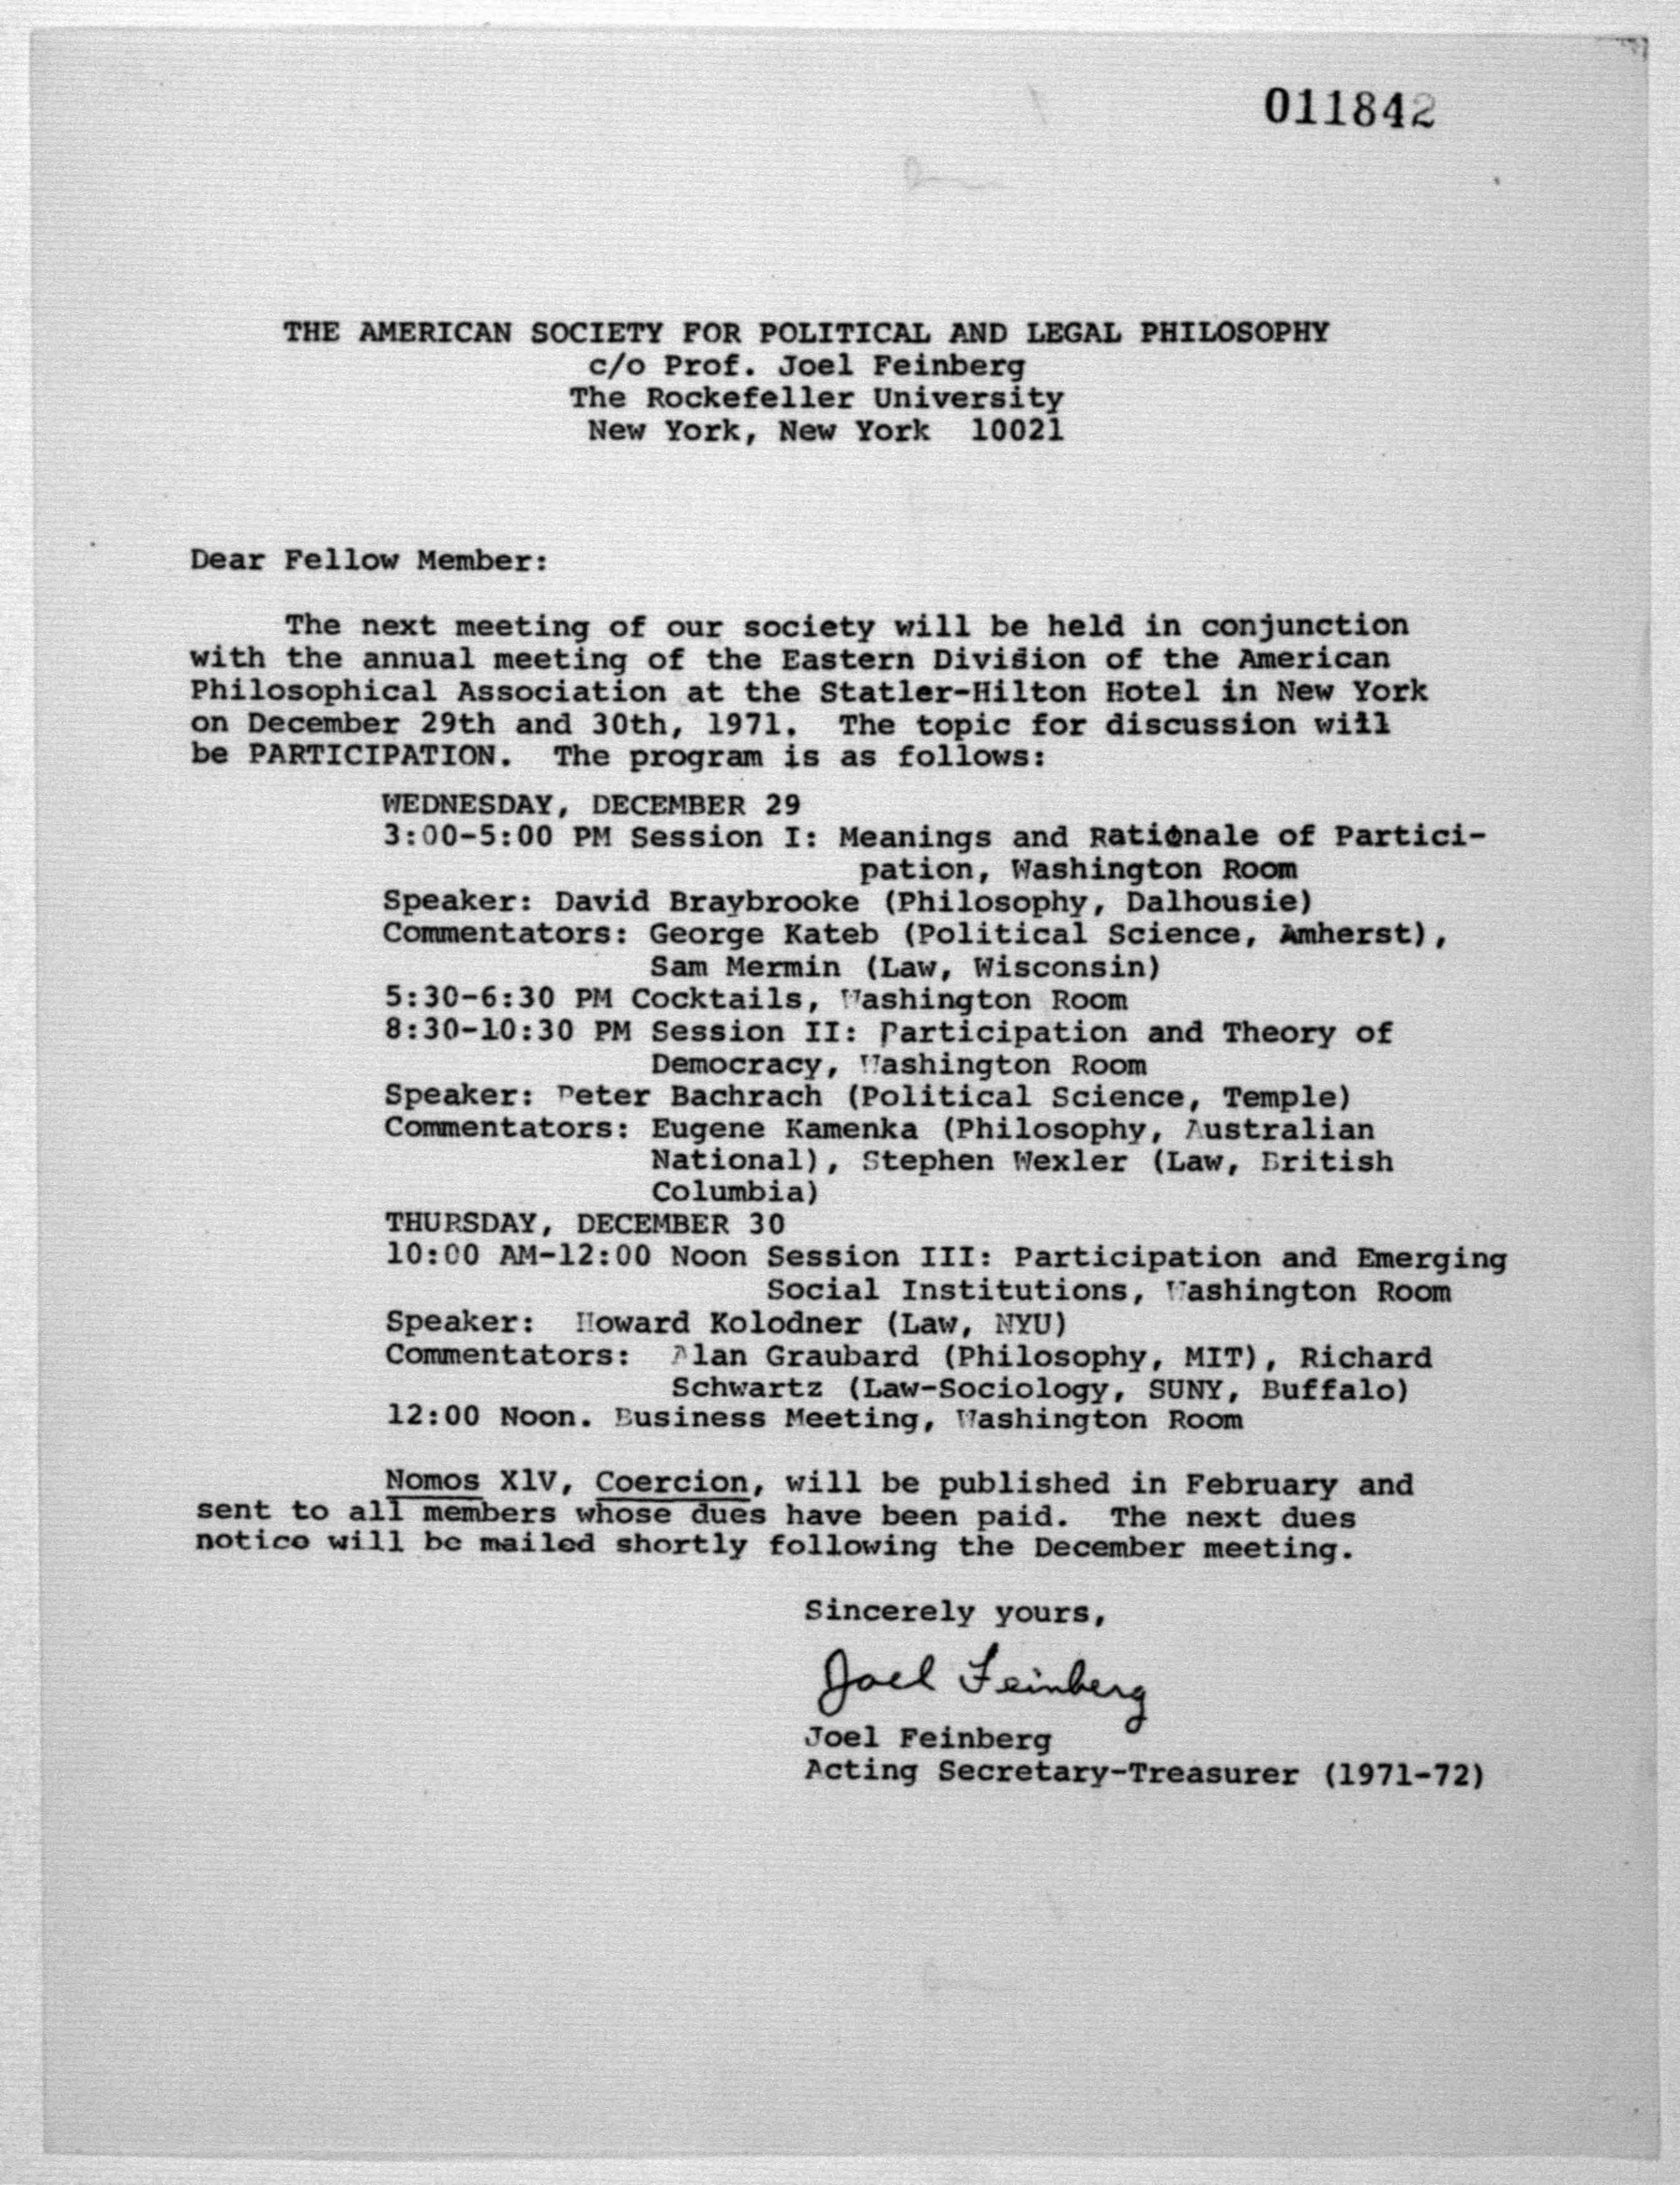 011842
THE AMERICAN SOCIETY FOR POLITICAL AND LEGAL PHILOSOPHY
c/o Prof. Joel Feinberg
The Rockefeller University
New York, New York 10021
Dear Fellow Member:
The next meeting of our society will be held in conjunction
with the annual meeting of the Eastern Division of the American
Philosophical Association at the Statler-Hilton Hotel in New York
on December 29th and 30th, 1971. The topic for discussion will
be PARTICIPATION. The program is as follows:
WEDNESDAY, DECEMBER 29
3:00-5:00 PM Session I: Meanings and Rationale of Partici-
pation, Washington Room
Speaker: David Braybrooke (Philosophy, Dalhousie)
Commentators: George Kateb (Political Science, Amherst),
Sam Mermin (Law, Wisconsin)
5:30-6:30 PM Cocktails, Washington Room
8:30-10:30 PM Session II: Participation and Theory of
Democracy, Washington Room
Speaker: Peter Bachrach (Political Science, Temple)
Commentators: Eugene Kamenka (Philosophy, Australian
National), Stephen Wexler (Law, British
Columbia)
THURSDAY, DECEMBER 30
10:00 AM-12:00 Noon Session III: Participation and Emerging
Social Institutions, Washington Room
Speaker: Howard Kolodner (Law, NYU)
Commentators: Alan Graubard (Philosophy, MIT), Richard
Schwartz (Law-Sociology, SUNY, Buffalo)
12:00 Noon. Business Meeting, Washington Room
Nomos X1V, Coercion, will be published in February and
sent to all members whose dues have been paid. The next dues
notice will be mailed shortly following the December meeting.
Sincerely yours,
Joel Feinberg
Joel Feinberg
Acting Secretary-Treasurer (1971-72)